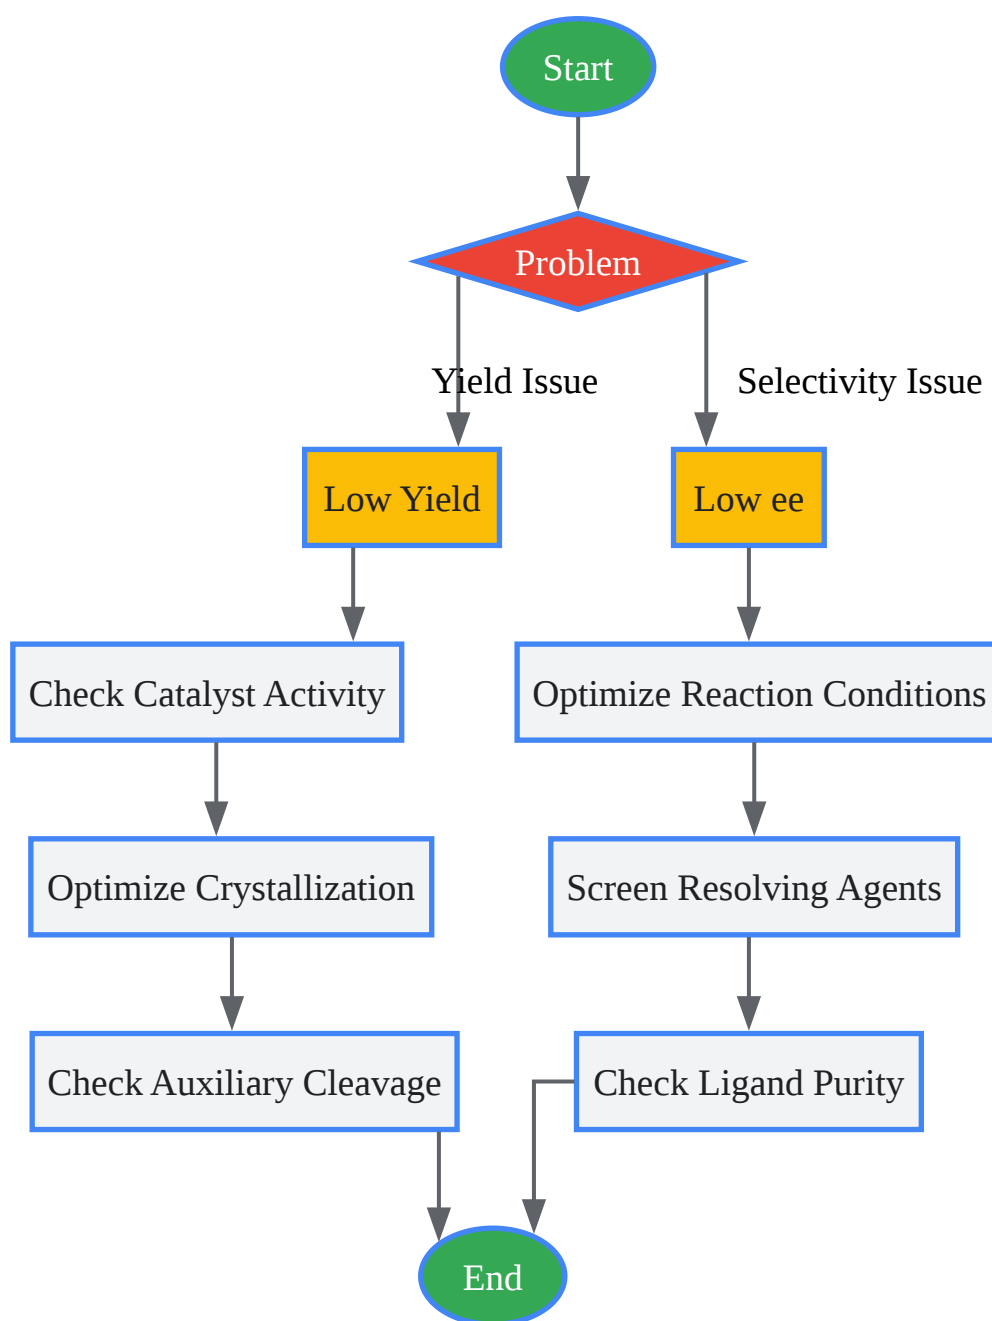 Start
Problem
Yield Issue
Selectivity Issue
Low Yield
Low ee
Check Catalyst Activity
Optimize Reaction Conditions
Optimize Crystallization
Screen Resolving Agents
Check Auxiliary Cleavage
Check Ligand Purity
End